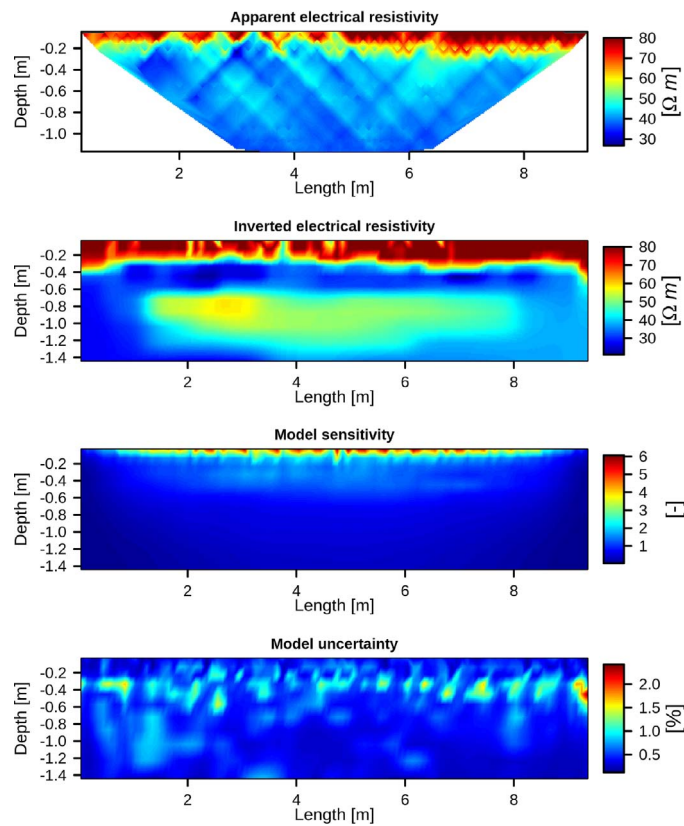 Apparent electrical resistivity
Depth [m]
-0.2
-0.4
-0.6
-0.8
-1.0
2 4 6 8
Length [m]
80
70
60
50
40
30
[Ω m]
Inverted electrical resistivity
Depth [m]
-0.2
-0.4
-0.6
-0.8
-1.0
-1.2
-1.4
2 4 6 8
Length [m]
80
70
60
50
40
30
[Ω m]
Model sensitivity
Depth [m]
-0.2
-0.4
-0.6
-0.8
-1.0
-1.2
-1.4
2 4 6 8
Length [m]
6
5
4
3
2
1
[-]
Model uncertainty
Depth [m]
-0.2
-0.4
-0.6
-0.8
-1.0
-1.2
-1.4
2 4 6 8
Length [m]
2.0
1.5
1.0
0.5
[%]